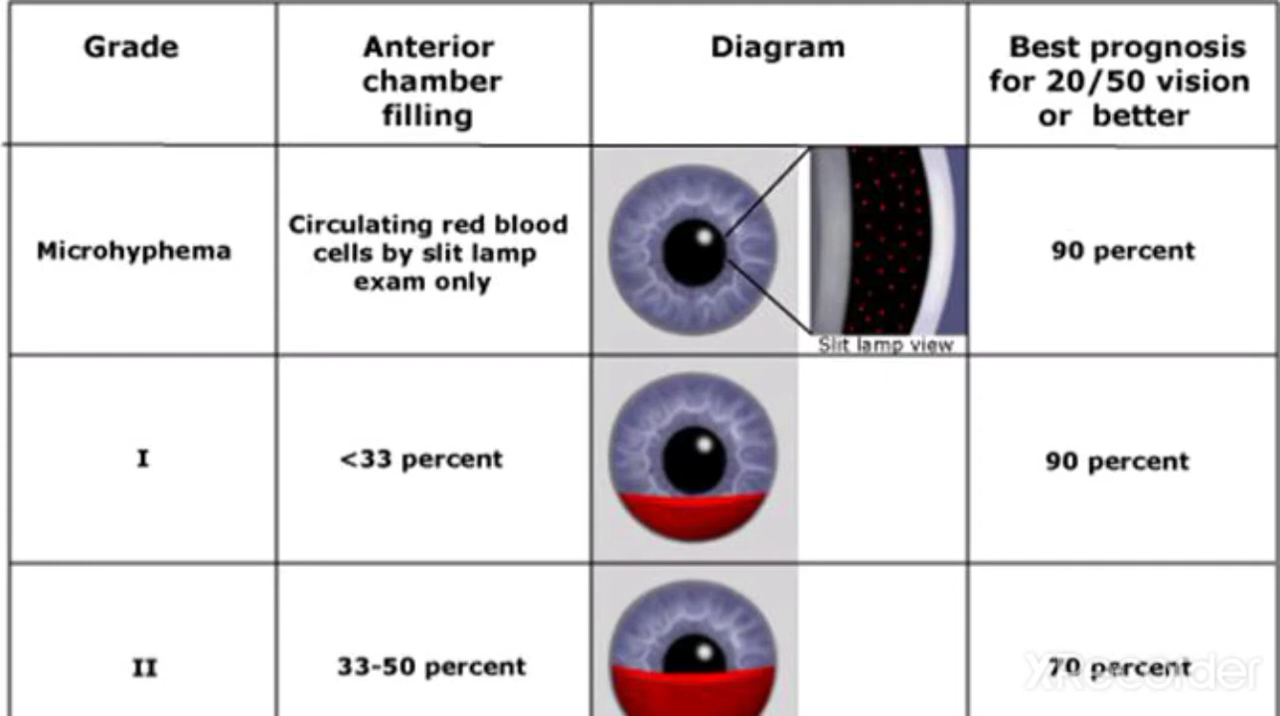 Grade
Anterior
chamber
filling
Diagram
Best prognosis
for 20/50 vision
or better
Microhyphema
Circulating red blood
cells by slit lamp
exam only
Slit lamp view
90 percent
I
<33 percent
90 percent
II
33-50 percent
70 percent
XRecorder